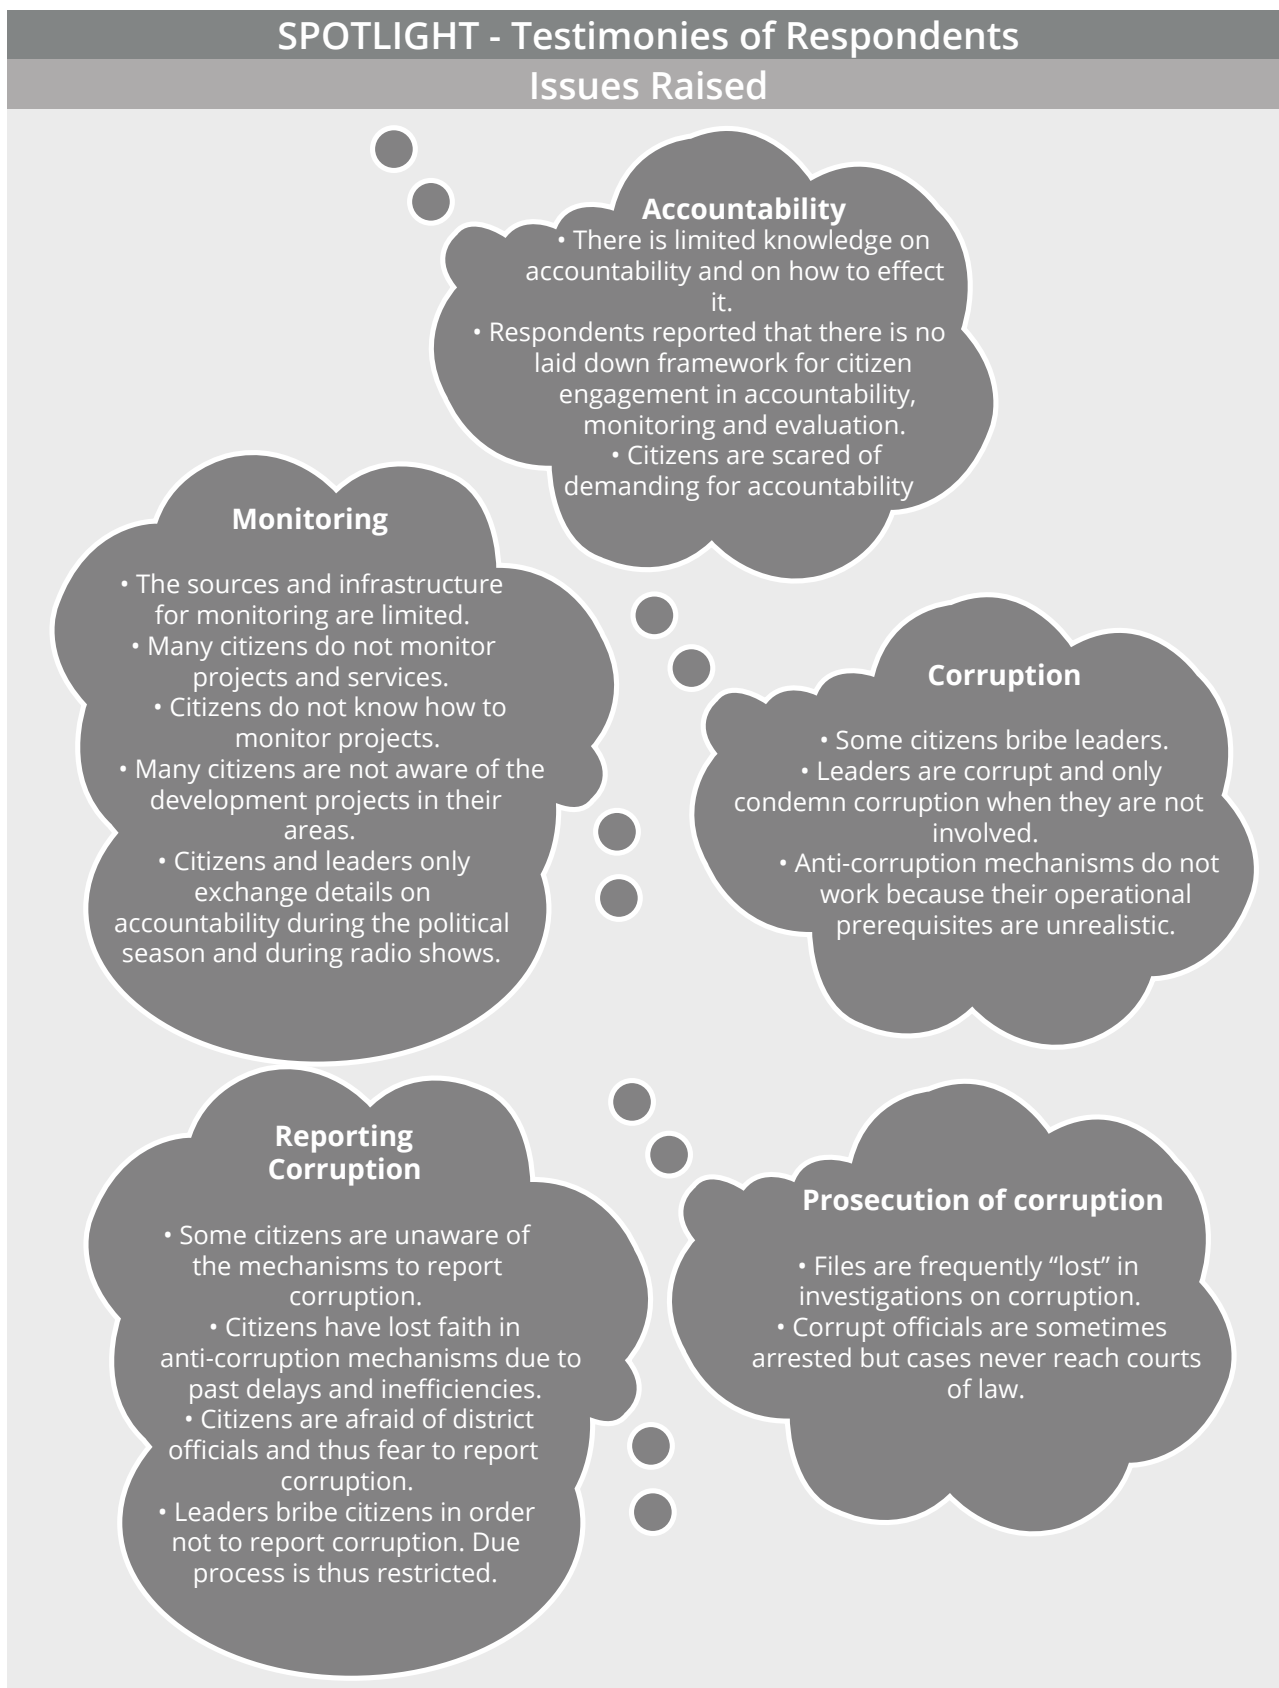 SPOTLIGHT - Testimonies of Respondents
Issues Raised
Accountability
• There is limited knowledge on
accountability and on how to effect
it.
• Respondents reported that there is no
laid down framework for citizen
engagement in accountability,
monitoring and evaluation.
• Citizens are scared of
demanding for accountability
Monitoring
• The sources and infrastructure
for monitoring are limited.
• Many citizens do not monitor
projects and services.
• Citizens do not know how to
monitor projects.
• Many citizens are not aware of the
development projects in their
areas.
• Citizens and leaders only
exchange details on
accountability during the political
season and during radio shows.
Corruption
• Some citizens bribe leaders.
• Leaders are corrupt and only
condemn corruption when they are not
involved.
• Anti-corruption mechanisms do not
work because their operational
prerequisites are unrealistic.
Reporting
Corruption
• Some citizens are unaware of
the mechanisms to report
corruption.
• Citizens have lost faith in
anti-corruption mechanisms due to
past delays and inefficiencies.
• Citizens are afraid of district
officials and thus fear to report
corruption.
• Leaders bribe citizens in order
not to report corruption. Due
process is thus restricted.
Prosecution of corruption
• Files are frequently “lost” in
investigations on corruption.
• Corrupt officials are sometimes
arrested but cases never reach courts
of law.